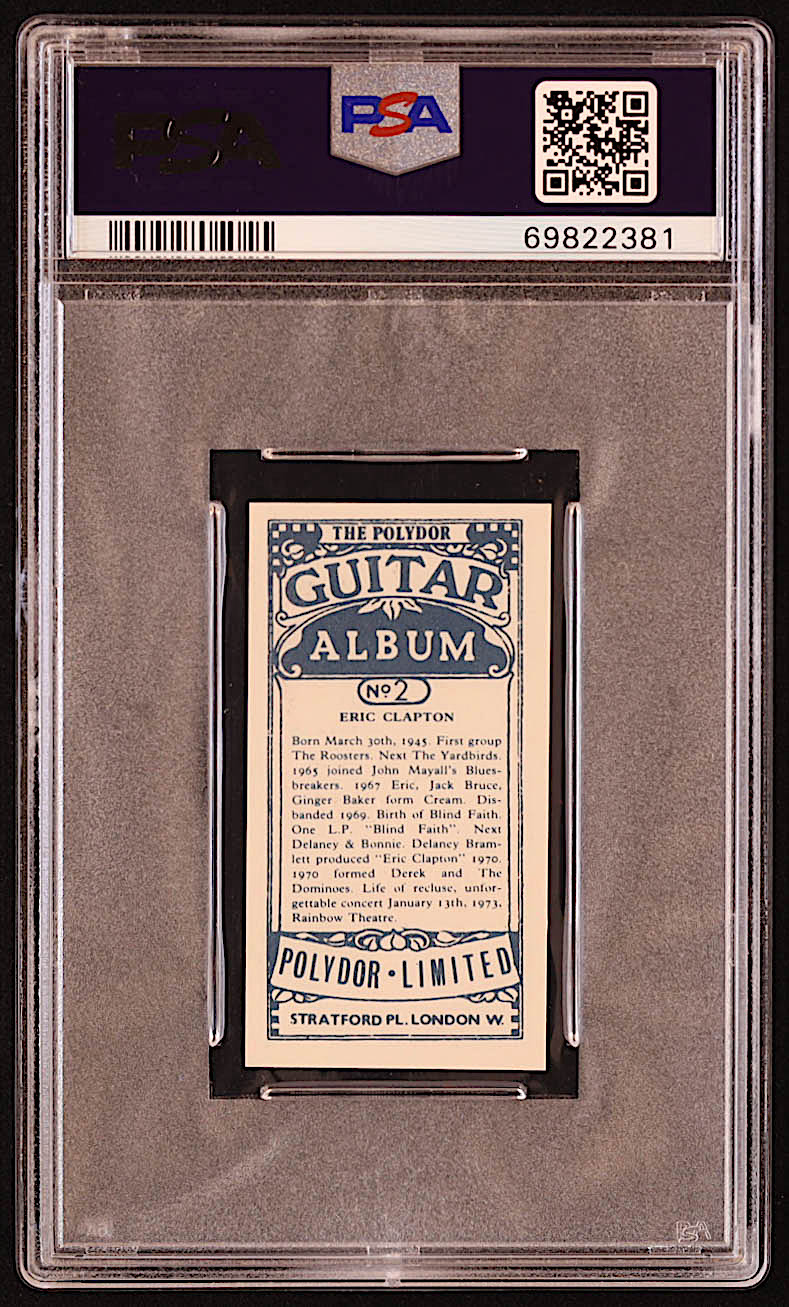 PSA
PSA
69822381
THE POLYDOR
GUITAR
ALBUM
Nº 2
ERIC CLAPTON
Born March 30th, 1945. First group
The Roosters. Next The Yardbirds.
1965 joined John Mayall's Blues-
breakers. 1967 Eric, Jack Bruce,
Ginger Baker form Cream. Dis-
banded 1969. Birth of Blind Faith.
One L.P. "Blind Faith". Next
Delaney & Bonnie. Delaney Bram-
lett produced "Eric Clapton" 1970.
1970 formed Derek and The
Dominoes. Life of recluse, unfor-
gettable concert January 13th, 1973,
Rainbow Theatre.
POLYDOR • LIMITED
STRATFORD PL. LONDON W.
PSA